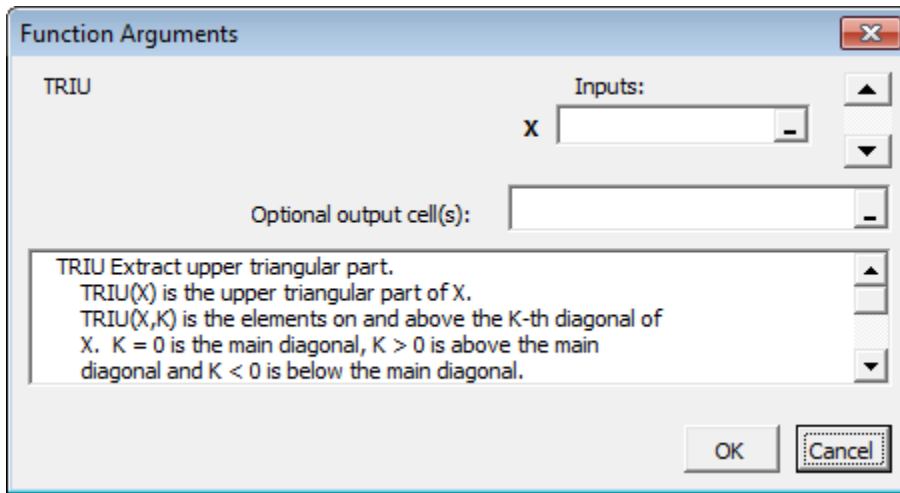 Function Arguments
TRIU
Inputs:
X
Optional output cell(s):
TRIU Extract upper triangular part.
TRIU(X) is the upper triangular part of X.
TRIU(X,K) is the elements on and above the K-th diagonal of
X.  K = 0 is the main diagonal, K > 0 is above the main
diagonal and K < 0 is below the main diagonal.
OK
Cancel